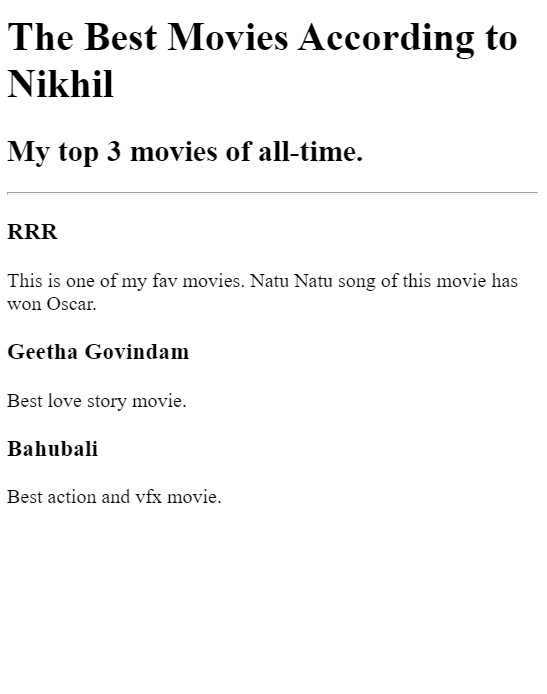 The Best Movies According to
Nikhil
My top 3 movies of all-time.
RRR
This is one of my fav movies. Natu Natu song of this movie has
won Oscar.
Geetha Govindam
Best love story movie.
Bahubali
Best action and vfx movie.